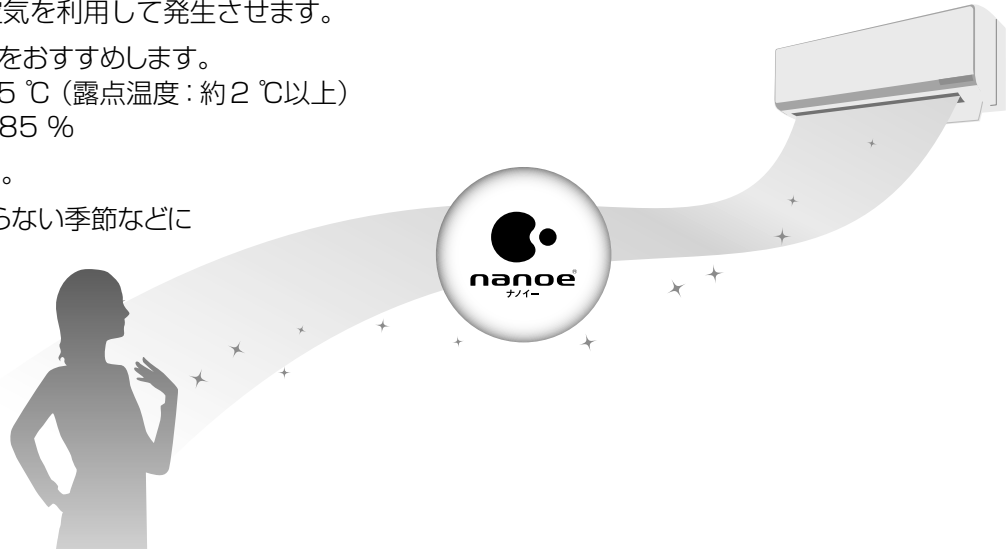 空気を利用して発生させます。
をおすすめします。
5 ℃（露点温度：約2 ℃以上）
85 %
。
らない季節などに
nanoe®
ナノイー